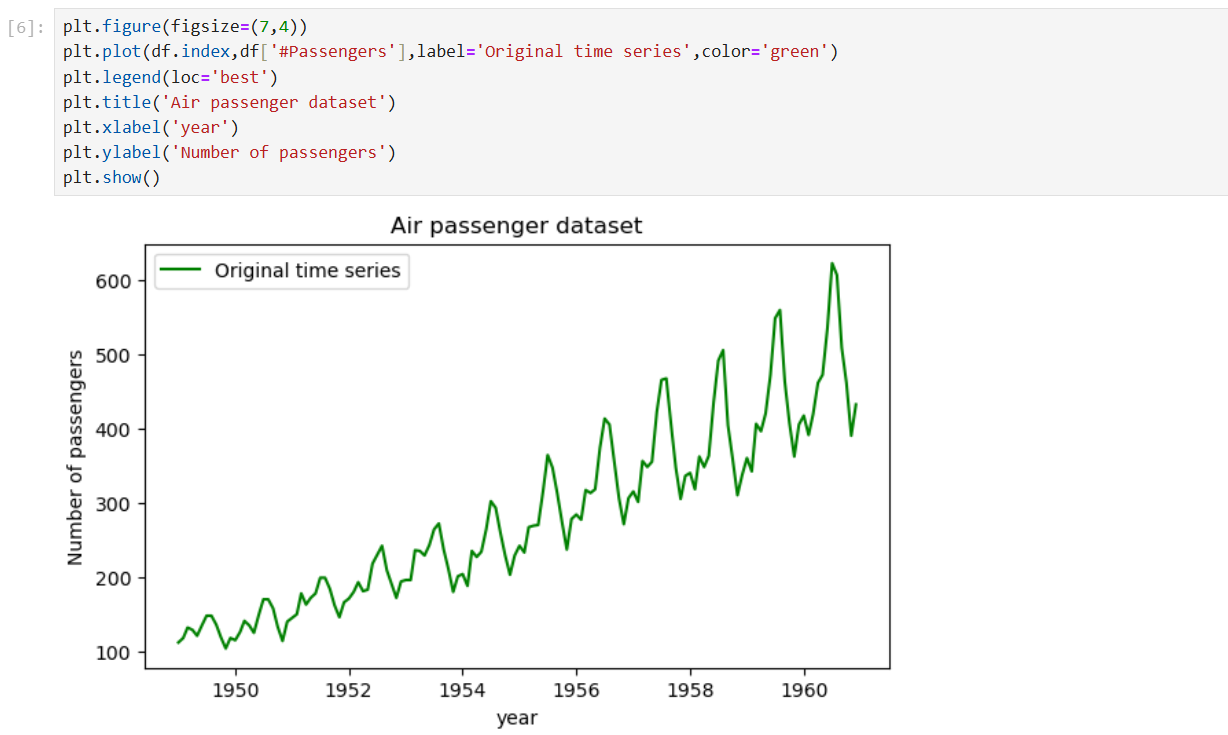 [6]: plt.figure(figsize=(7,4))
plt.plot(df.index,df['#Passengers'],label='Original time series',color='green')
plt.legend(loc='best')
plt.title('Air passenger dataset')
plt.xlabel('year')
plt.ylabel('Number of passengers')
plt.show()
Air passenger dataset
Original time series
600
500
400
300
200
100
Number of passengers
1950 1952 1954 1956 1958 1960
year